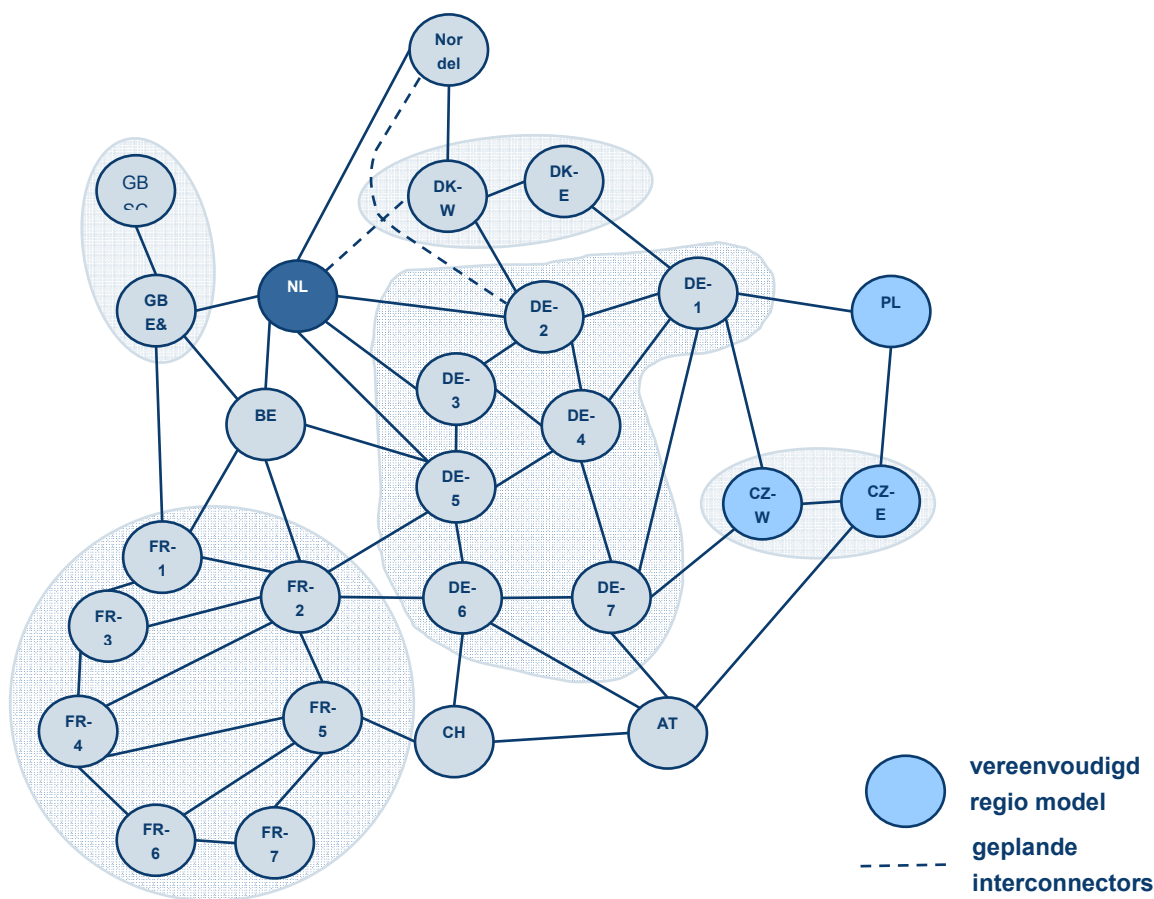 Nor
del
GB
DK-
W
DK-
E
GB
E&
NL
DE-
2
DE-
1
PL
DE-
3
BE
DE-
4
DE-
5
CZ-
W
CZ-
E
FR-
1
FR-
2
DE-
6
DE-
7
FR-
3
FR-
4
FR-
5
CH
AT
FR-
6
FR-
7
vereenvoudigd
regio model
geplande
interconnectors